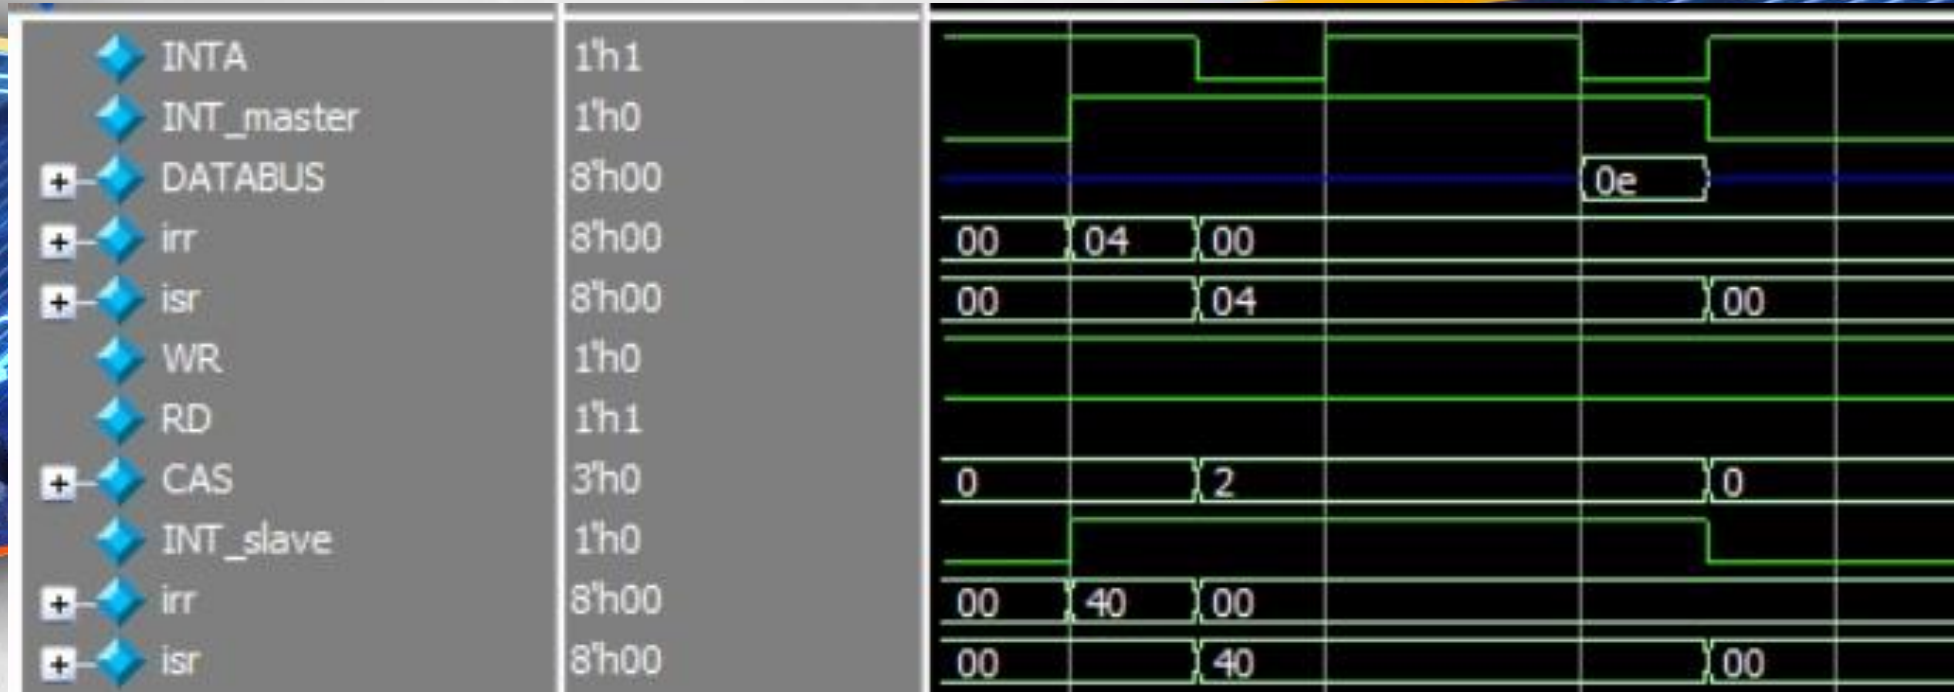 INTA 1'h1
INT_master 1'h0
DATABUS 8'h00 0e
irr 8'h00 00 04 00
isr 8'h00 00 04 00
WR 1'h0
RD 1'h1
CAS 3'h0 0 2 0
INT_slave 1'h0
irr 8'h00 00 40 00
isr 8'h00 00 40 00